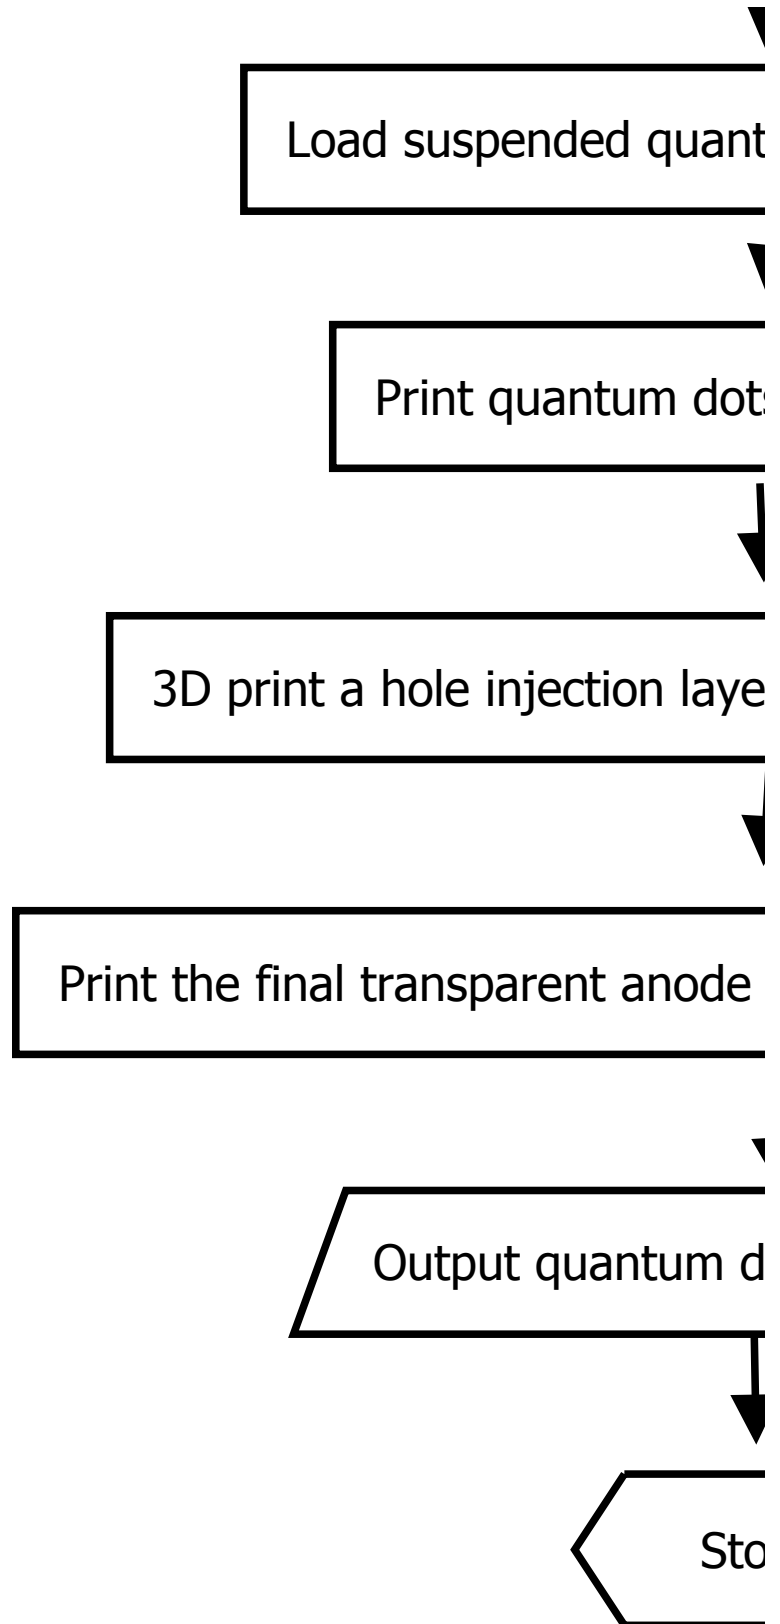 Load suspended quant
Print quantum dots
3D print a hole injection laye
Print the final transparent anode
Output quantum d
Sto